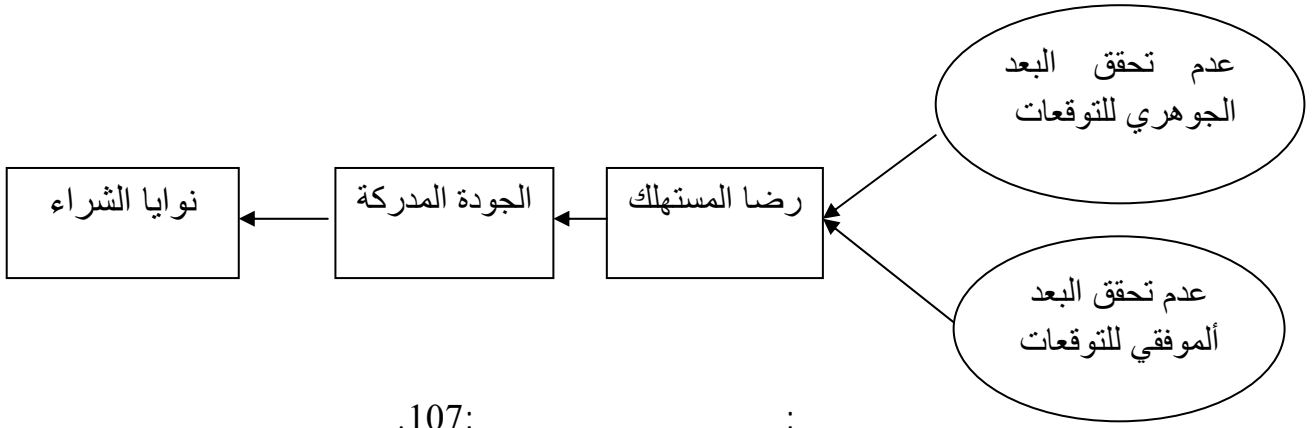 عدم تحقق البعد
الجوهري للتوقعات
رضا المستهلك
الجودة المدركة
نوايا الشراء
عدم تحقق البعد
ألموفقي للتوقعات
: :107.